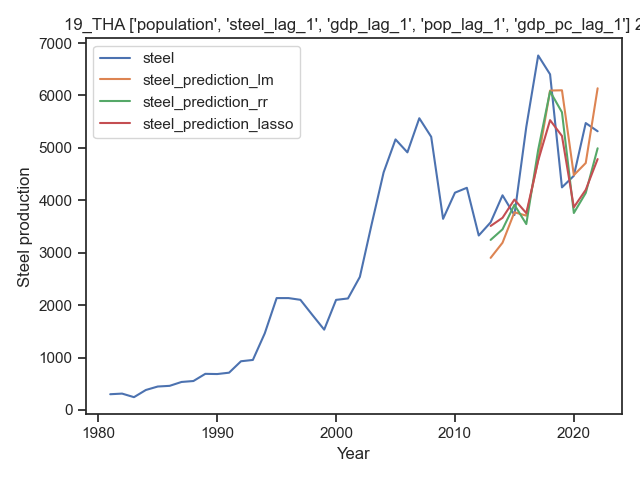 19_THA ['population', 'steel_lag_1', 'gdp_lag_1', 'pop_lag_1', 'gdp_pc_lag_1'] 2
steel
steel_prediction_lm
steel_prediction_rr
steel_prediction_lasso
7000
6000
5000
4000
3000
2000
1000
0
Steel production
1980 1990 2000 2010 2020
Year